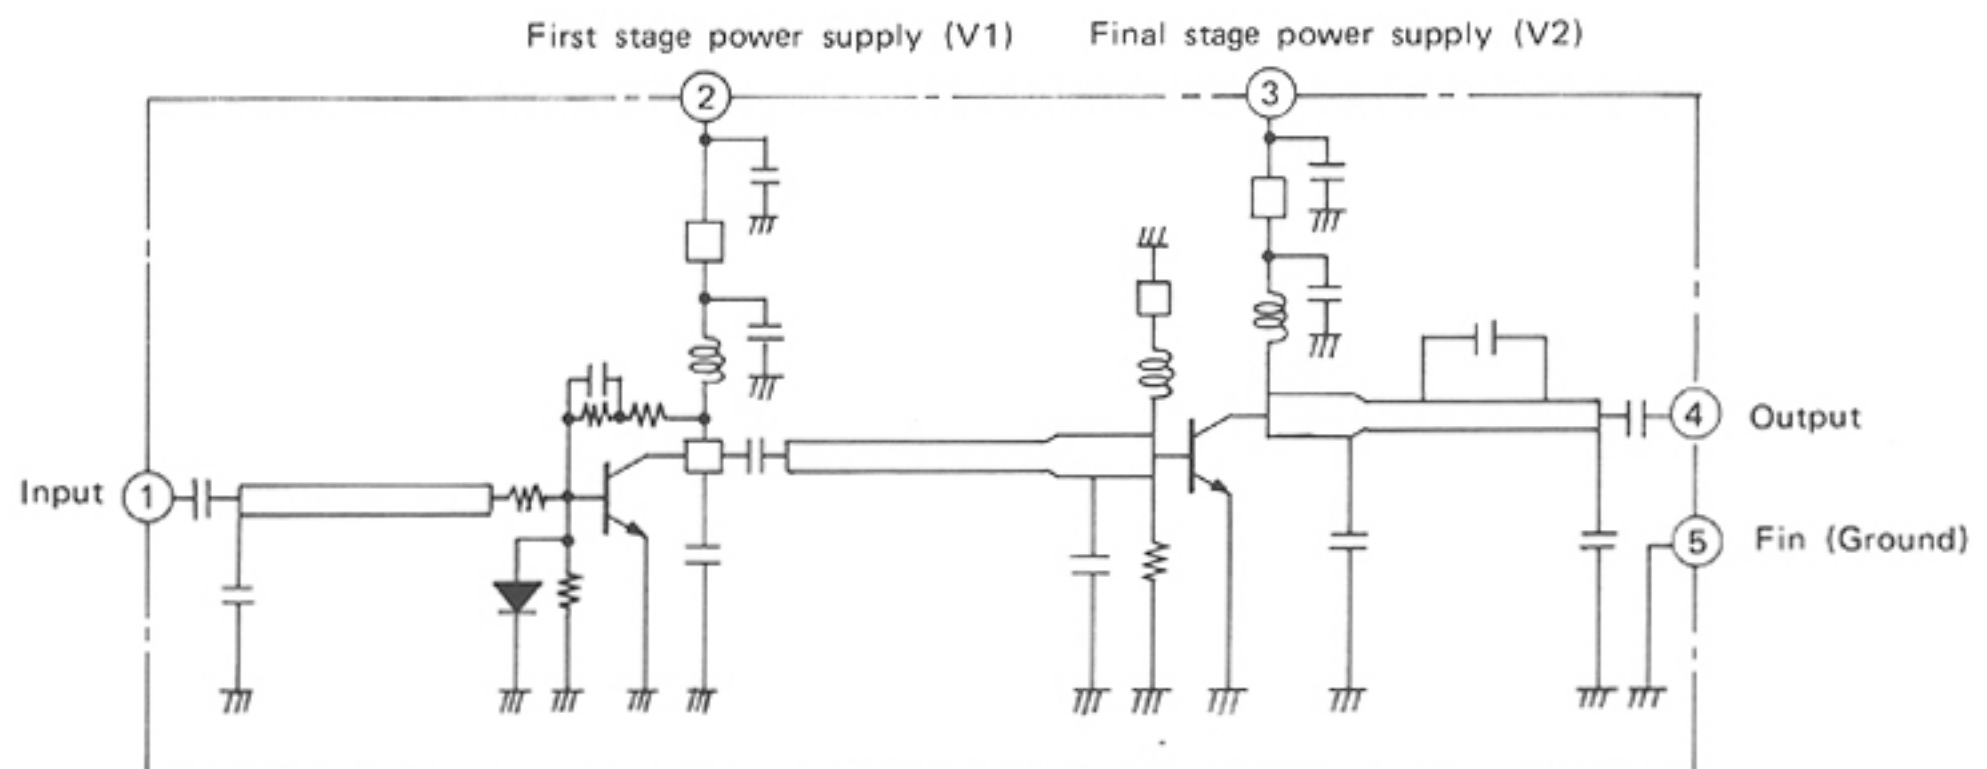 First stage power supply (V1) Final stage power supply (V2)
2 3
4 Output
Input 1
5 Fin (Ground)